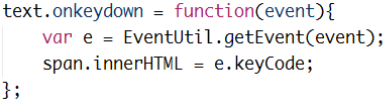 text.onkeydown = function(event){
    var e = EventUtil.getEvent(event);
    span.innerHTML = e.keyCode;
};